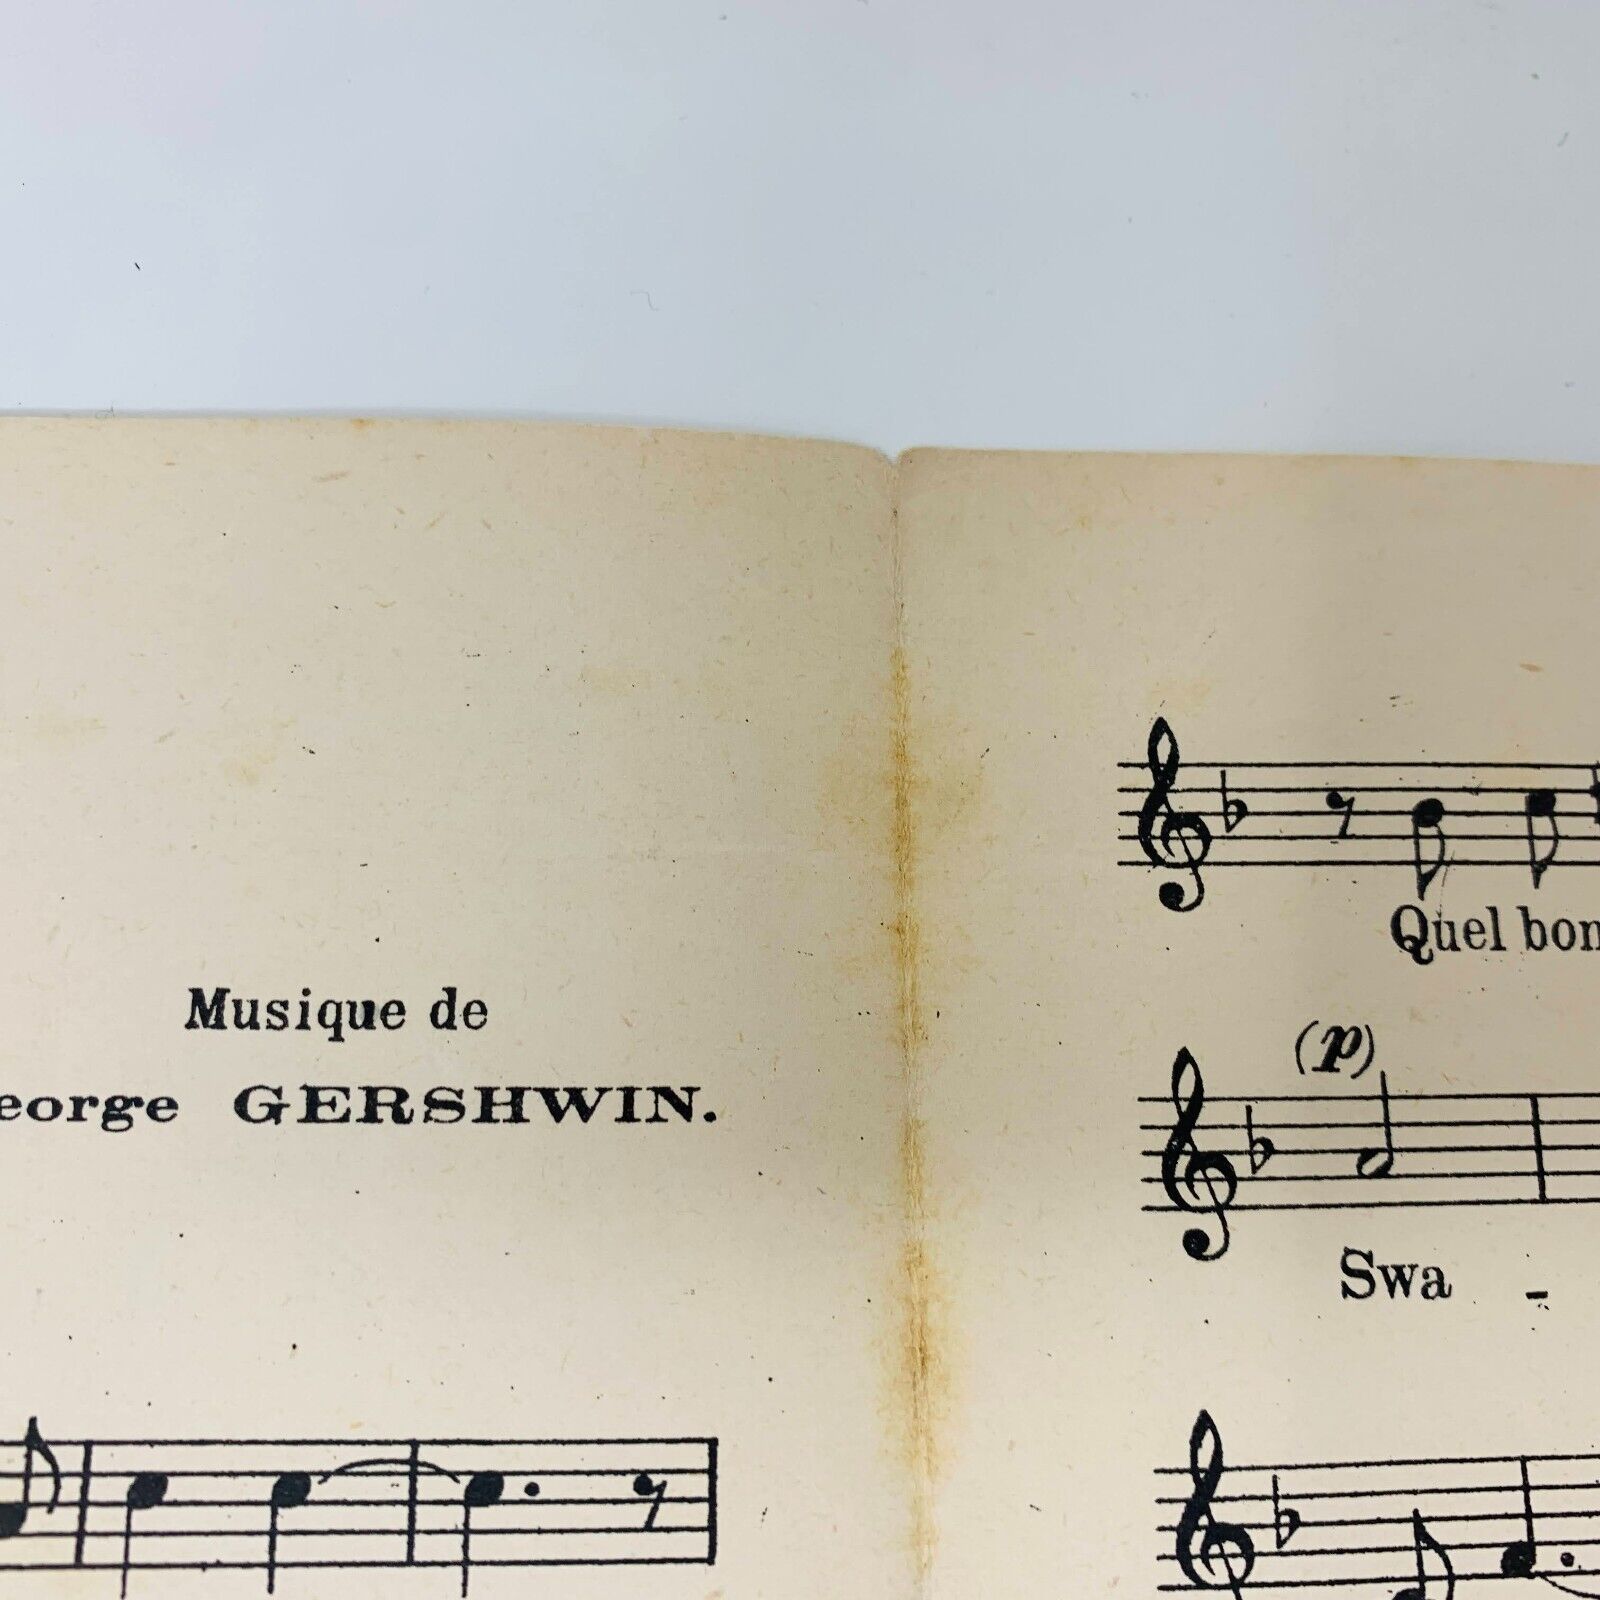 Musique de
eorge GERSHWIN.
Quel bon
(p)
Swa -